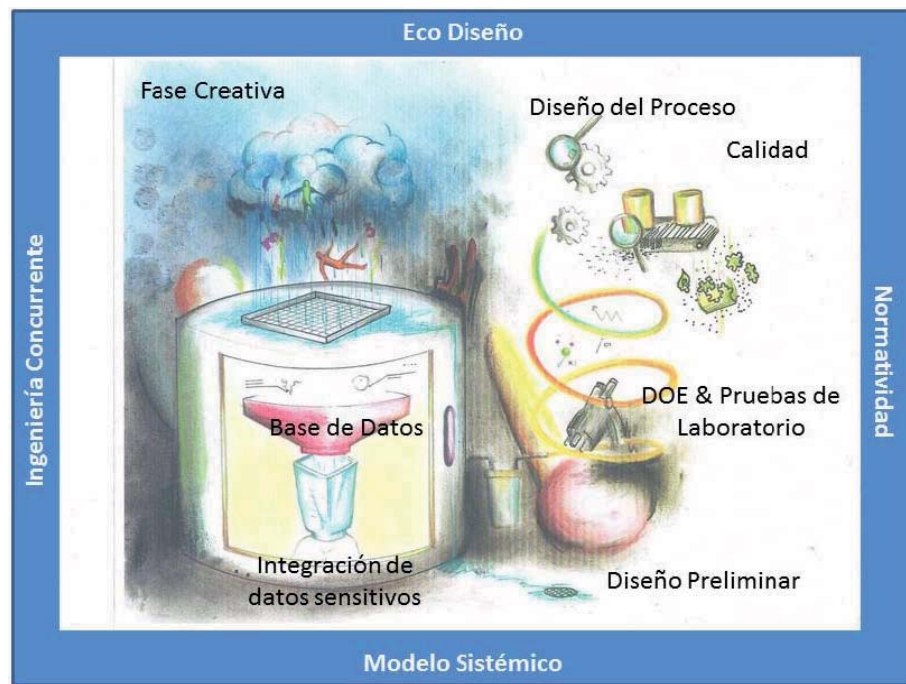 Eco Diseño
Fase Creativa
Diseño del Proceso
Calidad
Ingeniería Concurrente
Normatividad
Base de Datos
DOE & Pruebas de
Laboratorio
Integración de
datos sensitivos
Diseño Preliminar
Modelo Sistémico